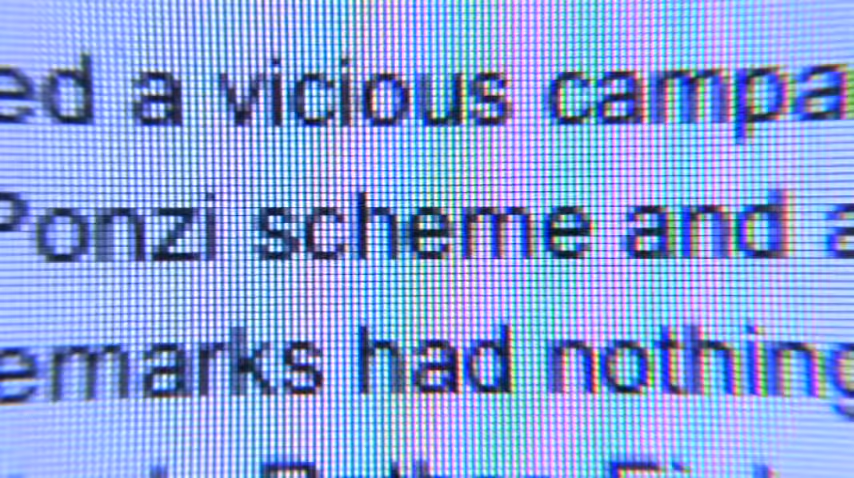 ed a vicious campa
Ponzi scheme and a
emarks had nothing